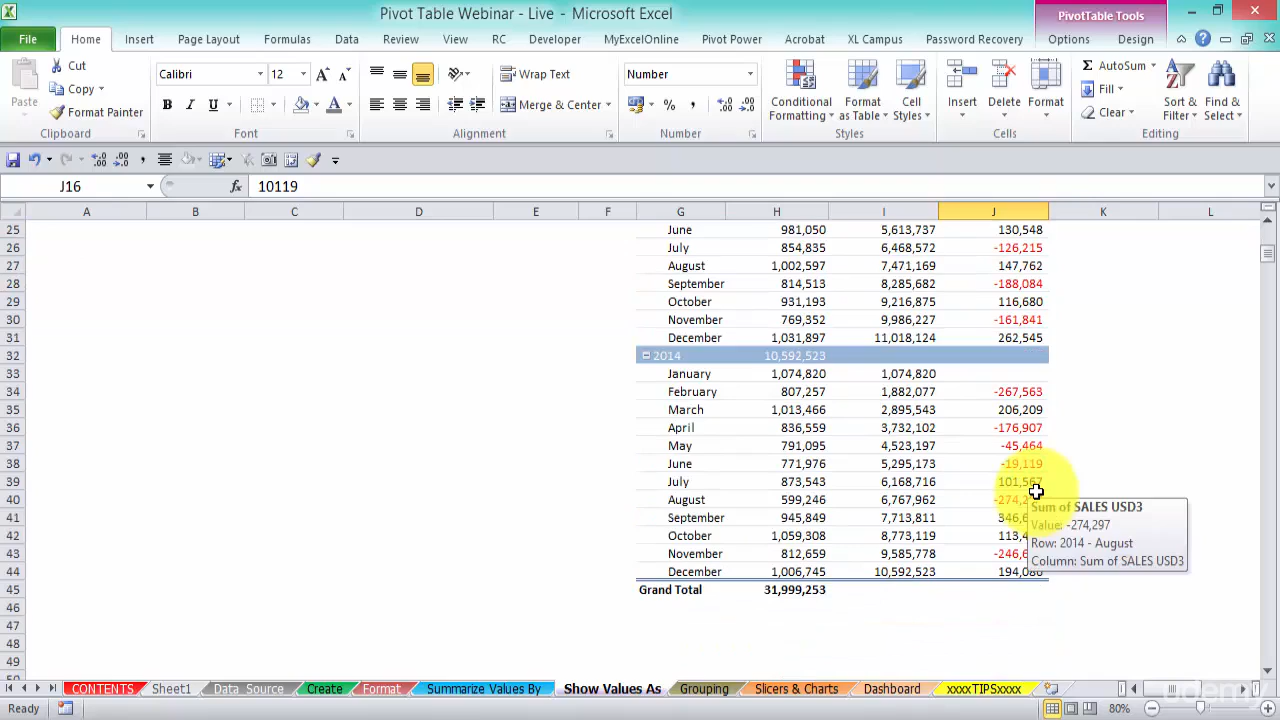 Pivot Table Webinar - Live - Microsoft Excel
PivotTable Tools
File Home Insert Page Layout Formulas Data Review View RC Developer MyExcelOnline Pivot Power Acrobat XL Campus Password Recovery Options Design
Cut
Copy
Format Painter
Paste
Calibri 12
B I U
Wrap Text
Merge & Center
Number
Conditional Formatting
Format as Table
Cell Styles
Insert Delete Format
AutoSum
Fill
Clear
Sort & Filter
Find & Select
Clipboard Font Alignment Number Styles Cells Editing
J16 fx 10119
A B C D E F G H I J K L
25 June 981,050 5,613,737 130,548
26 July 854,835 6,468,572 -126,215
27 August 1,002,597 7,471,169 147,762
28 September 814,513 8,285,682 -188,084
29 October 931,193 9,216,875 116,680
30 November 769,352 9,986,227 -161,841
31 December 1,031,897 11,018,124 262,545
32 2014 10,592,523
33 January 1,074,820 1,074,820
34 February 807,257 1,882,077 -267,563
35 March 1,013,466 2,895,543 206,209
36 April 836,559 3,732,102 -176,907
37 May 791,095 4,523,197 -45,464
38 June 771,976 5,295,173 -19,119
39 July 873,543 6,168,716 101,567
40 August 599,246 6,767,962
41 September 945,849 7,713,811
42 October 1,059,308 8,773,119
43 November 812,659 9,585,778
44 December 1,006,745 10,592,523
45 Grand Total 31,999,253
46
47
48
49
Sum of SALES USD3
Value: -274,297
Row: 2014 - August
Column: Sum of SALES USD3
CONTENTS Sheet1 Data_Source Create Format Summarize Values By Show Values As Grouping Slicers & Charts Dashboard xxxxTIPSxxxx
udemy
Ready 80%